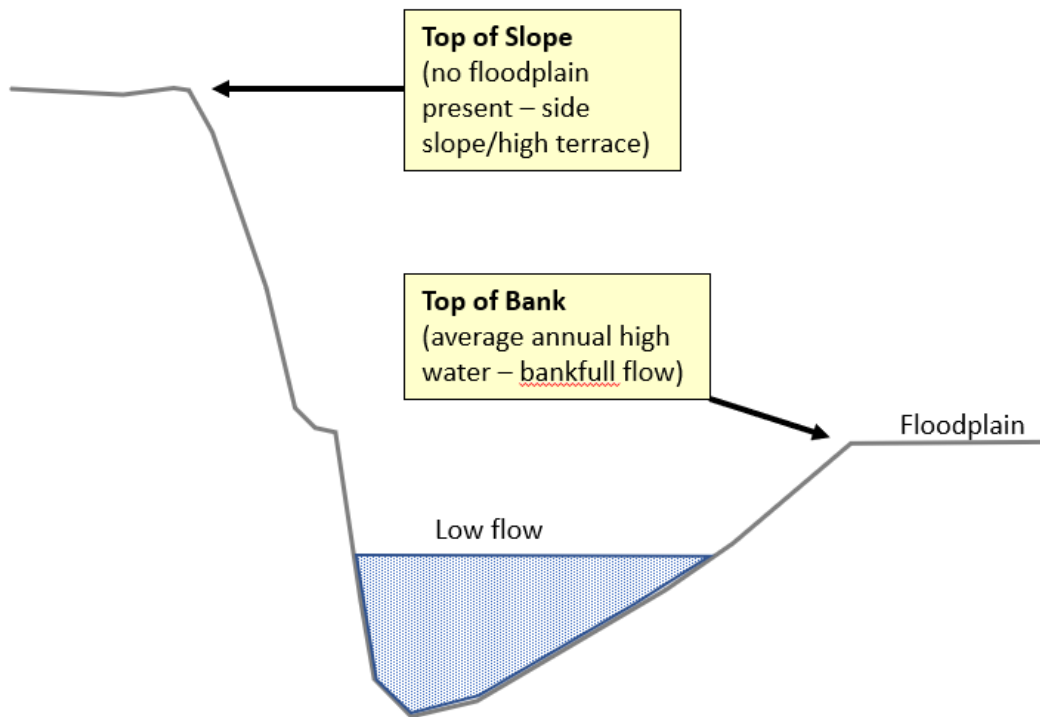 Top of Slope
(no floodplain
present – side
slope/high terrace)
Top of Bank
(average annual high
water – bankfull flow)
Floodplain
Low flow